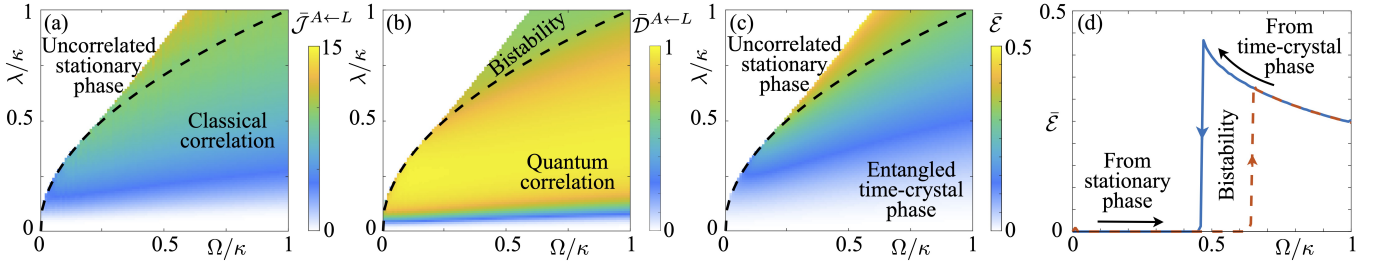 (a)
𝒥̄^{A←L}
15
0
λ/κ
1
0.5
0
Uncorrelated
stationary
phase
Classical
correlation
0
0.5
Ω/κ
1
(b)
𝒟̄^{A←L}
1
0
λ/κ
1
0.5
0
Bistability
Quantum
correlation
0
0.5
Ω/κ
1
(c)
ℰ̄
0.5
0
λ/κ
1
0.5
0
Uncorrelated
stationary
phase
Entangled
time-crystal
phase
0
0.5
Ω/κ
1
(d)
0.5
ℰ̄
0
From
time-crystal
phase
Bistability
From
stationary
phase
0
0.5
Ω/κ
1